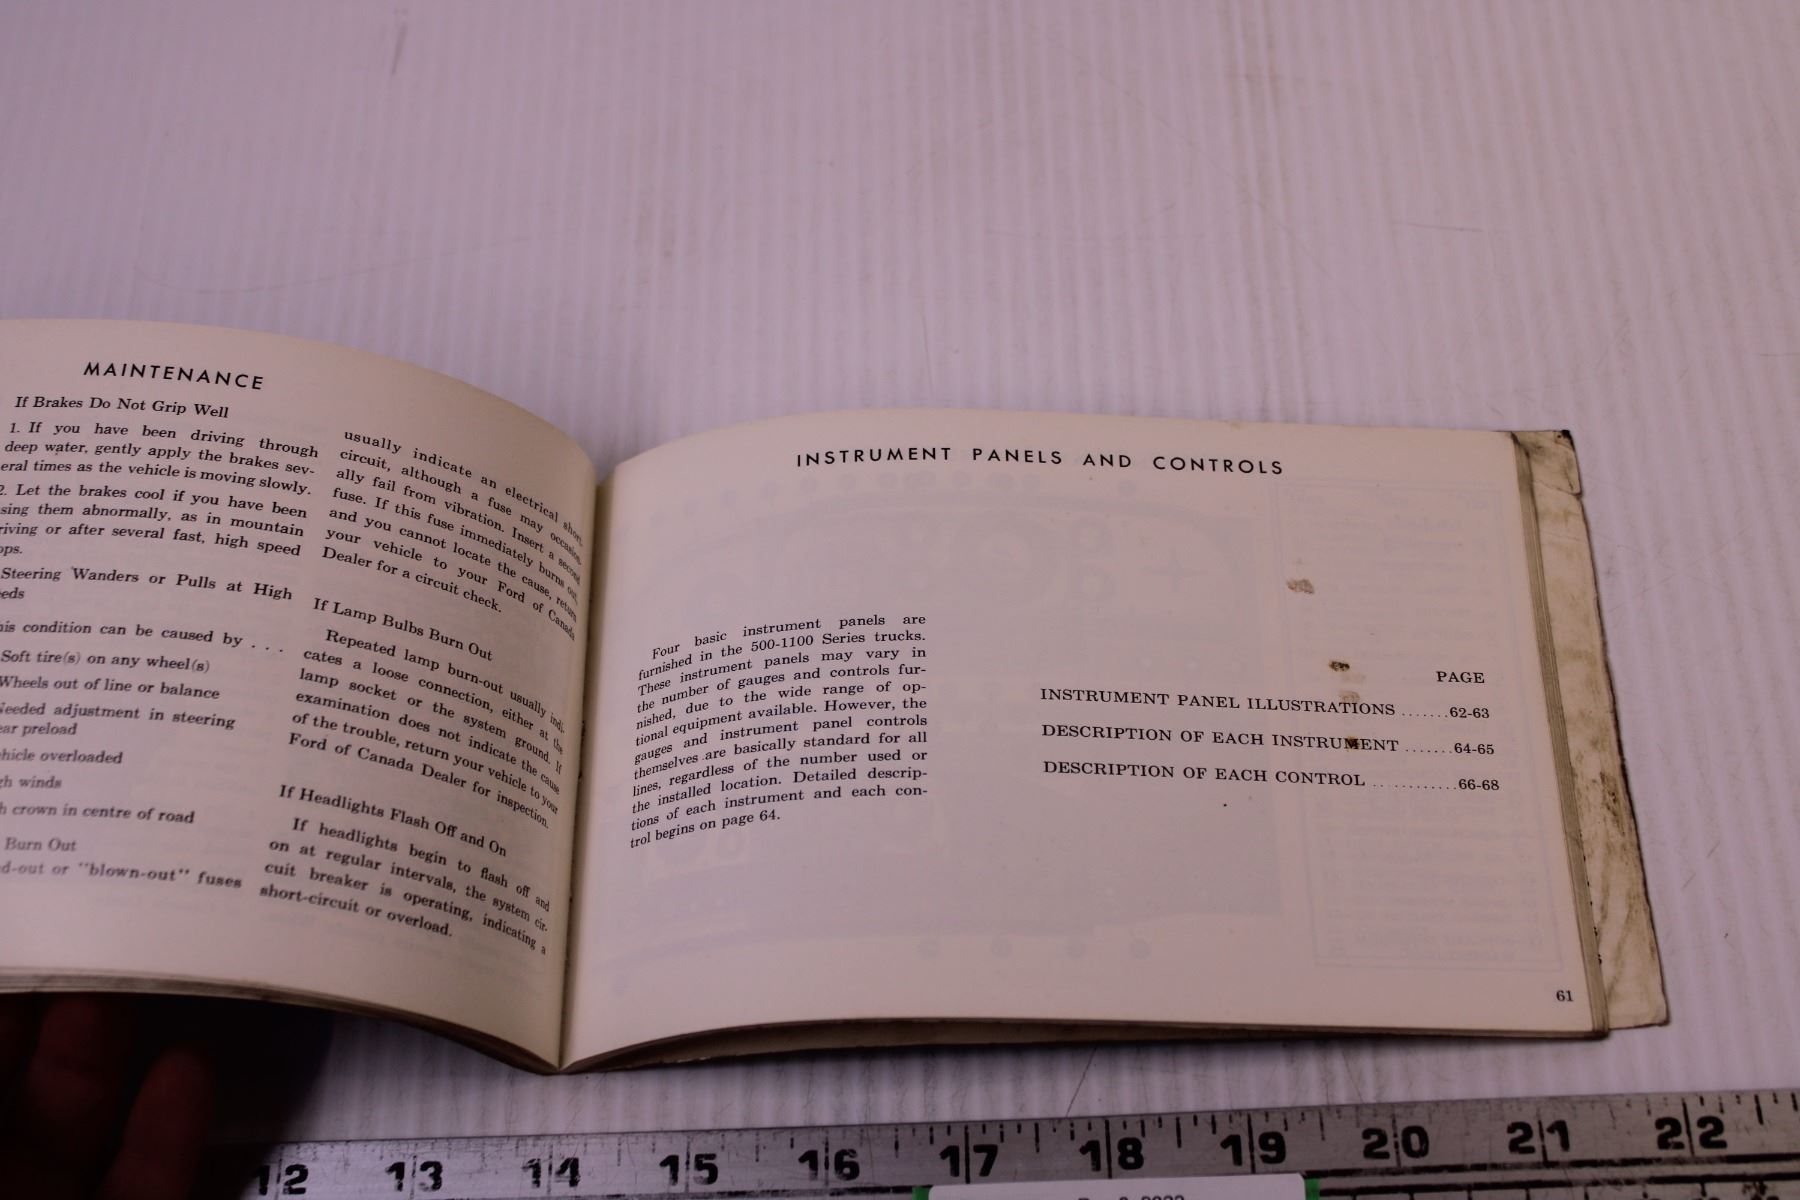 MAINTENANCE
If Brakes Do Not Grip Well
1. If you have been driving through
deep water, gently apply the brakes sev-
eral times as the vehicle is moving slowly.
2. Let the brakes cool if you have been
sing them abnormally, as in mountain
riving or after several fast, high speed
ops.
Steering Wanders or Pulls at High
eeds
his condition can be caused by . . .
Soft tire(s) on any wheel(s)
Wheels out of line or balance
Needed adjustment in steering
ear preload
ehicle overloaded
gh winds
h crown in centre of road
Burn Out
d-out or "blown-out" fuses
usually indicate an electrical short-
circuit, although a fuse may occasion-
ally fail from vibration. Insert a second
fuse. If this fuse immediately burns out,
and you cannot locate the cause, return
your vehicle to your Ford of Canada
Dealer for a circuit check.
If Lamp Bulbs Burn Out
Repeated lamp burn-out usually indi-
cates a loose connection, either at the
lamp socket or the system ground. If
examination does not indicate the cause
of the trouble, return your vehicle to your
Ford of Canada Dealer for inspection.
If Headlights Flash Off and On
If headlights begin to flash off and
on at regular intervals, the system cir-
cuit breaker is operating, indicating a
short-circuit or overload.
INSTRUMENT PANELS AND CONTROLS
Four basic instrument panels are
furnished in the 500-1100 Series trucks.
These instrument panels may vary in
the number of gauges and controls fur-
nished, due to the wide range of op-
tional equipment available. However, the
gauges and instrument panel controls
themselves are basically standard for all
lines, regardless of the number used or
the installed location. Detailed descrip-
tions of each instrument and each con-
trol begins on page 64.
PAGE
INSTRUMENT PANEL ILLUSTRATIONS .......62-63
DESCRIPTION OF EACH INSTRUMENT .......64-65
DESCRIPTION OF EACH CONTROL ............66-68
61
12 13 14 15 16 17 18 19 20 21 22